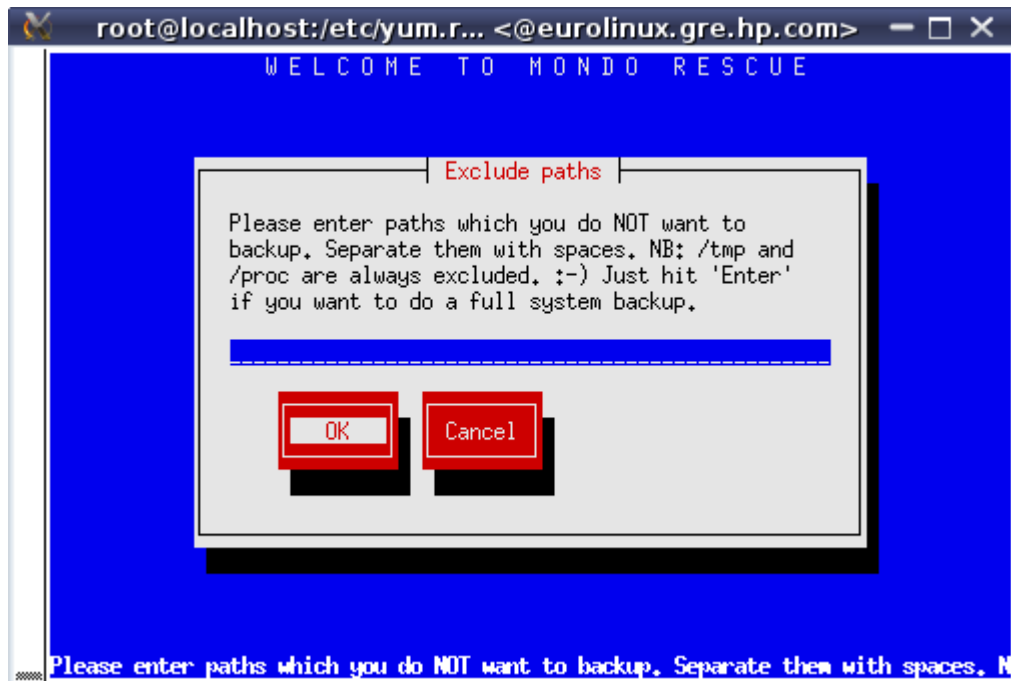 root@localhost:/etc/yum.r... <@eurolinux.gre.hp.com>
WELCOME TO MONDO RESCUE
Exclude paths
Please enter paths which you do NOT want to
backup. Separate them with spaces. NB: /tmp and
/proc are always excluded. :-) Just hit 'Enter'
if you want to do a full system backup.
OK Cancel
Please enter paths which you do NOT want to backup. Separate them with spaces. N